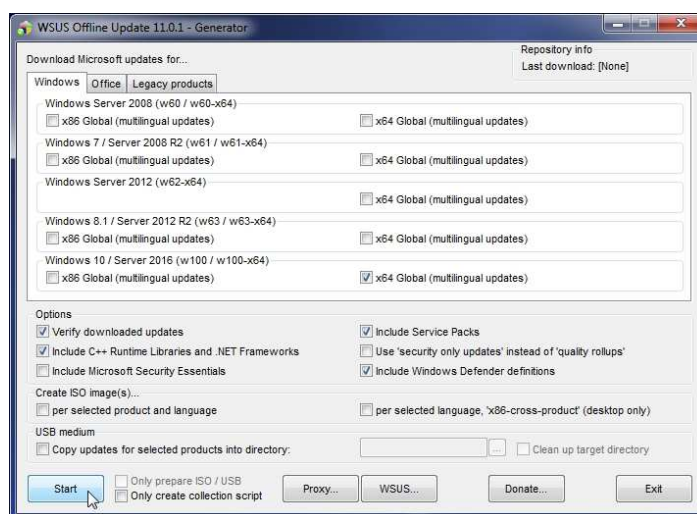 WSUS Offline Update 11.0.1 - Generator
Download Microsoft updates for...
Repository info
Last download: [None]
Windows Office Legacy products
Windows Server 2008 (w60 / w60-x64)
x86 Global (multilingual updates) x64 Global (multilingual updates)
Windows 7 / Server 2008 R2 (w61 / w61-x64)
x86 Global (multilingual updates) x64 Global (multilingual updates)
Windows Server 2012 (w62-x64)
x64 Global (multilingual updates)
Windows 8.1 / Server 2012 R2 (w63 / w63-x64)
x86 Global (multilingual updates) x64 Global (multilingual updates)
Windows 10 / Server 2016 (w100 / w100-x64)
x86 Global (multilingual updates) x64 Global (multilingual updates)
Options
Verify downloaded updates Include Service Packs
Include C++ Runtime Libraries and .NET Frameworks Use 'security only updates' instead of 'quality rollups'
Include Microsoft Security Essentials Include Windows Defender definitions
Create ISO image(s)...
per selected product and language per selected language, 'x86-cross-product' (desktop only)
USB medium
Copy updates for selected products into directory: ... Clean up target directory
Start Only prepare ISO / USB Proxy... WSUS... Donate... Exit
Only create collection script